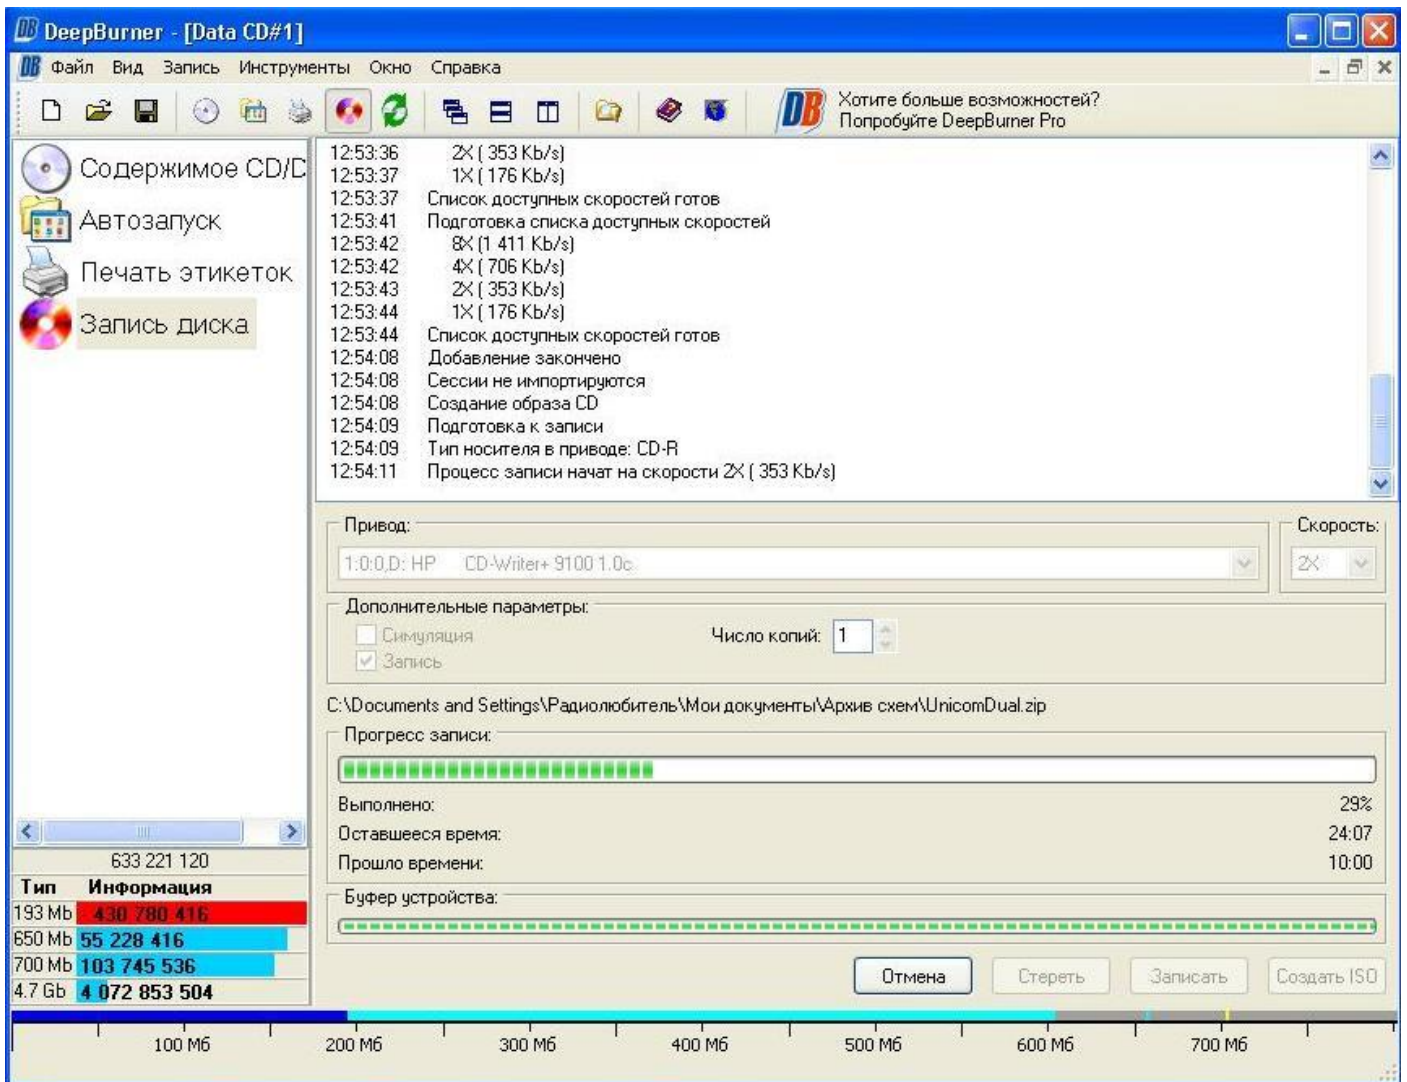 DeepBurner - [Data CD#1]
Файл Вид Запись Инструменты Окно Справка
DB Хотите больше возможностей?
Попробуйте DeepBurner Pro
Содержимое CD/D
Автозапуск
Печать этикеток
Запись диска
12:53:36 2X ( 353 Kb/s)
12:53:37 1X ( 176 Kb/s)
12:53:37 Список доступных скоростей готов
12:53:41 Подготовка списка доступных скоростей
12:53:42 8X (1 411 Kb/s)
12:53:42 4X ( 706 Kb/s)
12:53:43 2X ( 353 Kb/s)
12:53:44 1X ( 176 Kb/s)
12:53:44 Список доступных скоростей готов
12:54:08 Добавление закончено
12:54:08 Сессии не импортируются
12:54:08 Создание образа CD
12:54:09 Подготовка к записи
12:54:09 Тип носителя в приводе: CD-R
12:54:11 Процесс записи начат на скорости 2X ( 353 Kb/s)
Привод: Скорость:
1:0:0,D: HP CD-Writer+ 9100 1.0c 2X
Дополнительные параметры:
Симуляция Число копий: 1
Запись
C:\Documents and Settings\Радиолюбитель\Мои документы\Архив схем\UnicomDual.zip
Прогресс записи:
Выполнено: 29%
Оставшееся время: 24:07
Прошло времени: 10:00
Буфер устройства:
Отмена Стереть Записать Создать ISO
633 221 120
Тип Информация
193 Mb 430 780 416
650 Mb 55 228 416
700 Mb 103 745 536
4.7 Gb 4 072 853 504
100 Мб 200 Мб 300 Мб 400 Мб 500 Мб 600 Мб 700 Мб